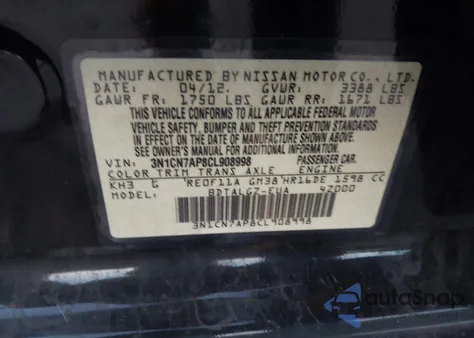 MANUFACTURED BY NISSAN MOTOR CO., LTD.
DATE: 04/12. GVWR: 3388 LBS
GAWR FR: 1750 LBS GAWR RR: 1671 LBS
THIS VEHICLE CONFORMS TO ALL APPLICABLE FEDERAL MOTOR
VEHICLE SAFETY, BUMPER, AND THEFT PREVENTION STANDARDS
IN EFFECT ON THE DATE OF MANUFACTURE SHOWN ABOVE.
SEE OWNER'S MANUAL FOR ADDITIONAL INFORMATION.
VIN: 3N1CN7AP8CL908998 PASSENGER CAR.
COLOR TRIM TRANS AXLE ENGINE
KH3 G RE0F11A GM38 HR16DE 1598 CC
MODEL: BDTALGZ-EWA 4Z000
3N1CN7AP8CL908998
autoSnap